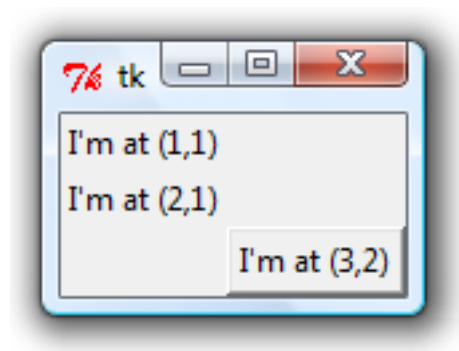 tk
I'm at (1,1)
I'm at (2,1)
I'm at (3,2)